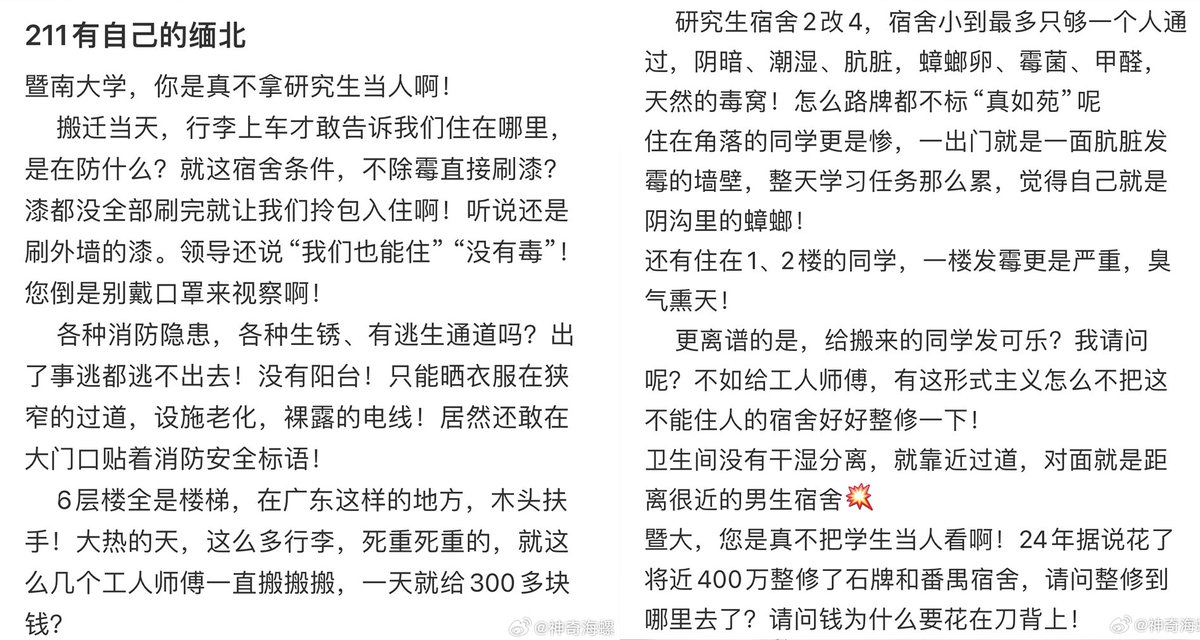 211有自己的缅北
暨南大学，你是真不拿研究生当人啊！
搬迁当天，行李上车才敢告诉我们住在哪里，
是在防什么？就这宿舍条件，不除霉直接刷漆？
漆都没全部刷完就让我们拎包入住啊！听说还是
刷外墙的漆。领导还说“我们也能住”“没有毒”！
您倒是别戴口罩来视察啊！
各种消防隐患，各种生锈、有逃生通道吗？出
了事逃都逃不出去！没有阳台！只能晒衣服在狭
窄的过道，设施老化，裸露的电线！居然还敢在
大门口贴着消防安全标语！
6层楼全是楼梯，在广东这样的地方，木头扶
手！大热的天，这么多行李，死重死重的，就这
么几个工人师傅一直搬搬搬，一天就给300多块
钱？
@神奇海螺
研究生宿舍2改4，宿舍小到最多只够一个人通
过，阴暗、潮湿、肮脏，蟑螂卵、霉菌、甲醛，
天然的毒窝！怎么路牌都不标“真如苑”呢
住在角落的同学更是惨，一出门就是一面肮脏发
霉的墙壁，整天学习任务那么累，觉得自己就是
阴沟里的蟑螂！
还有住在1、2楼的同学，一楼发霉更是严重，臭
气熏天！
更离谱的是，给搬来的同学发可乐？我请问
呢？不如给工人师傅，有这形式主义怎么不把这
不能住人的宿舍好好整修一下！
卫生间没有干湿分离，就靠近过道，对面就是距
离很近的男生宿舍💥
暨大，您是真不把学生当人看啊！24年据说花了
将近400万整修了石牌和番禺宿舍，请问整修到
哪里去了？请问钱为什么要花在刀背上！
@神奇海